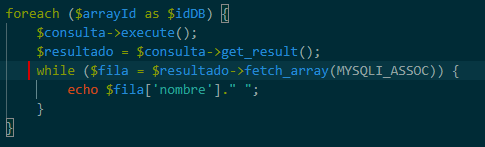 foreach ($arrayId as $idDB) {
    $consulta->execute();
    $resultado = $consulta->get_result();
    while ($fila = $resultado->fetch_array(MYSQLI_ASSOC)) {
        echo $fila['nombre']." ";
    }
}